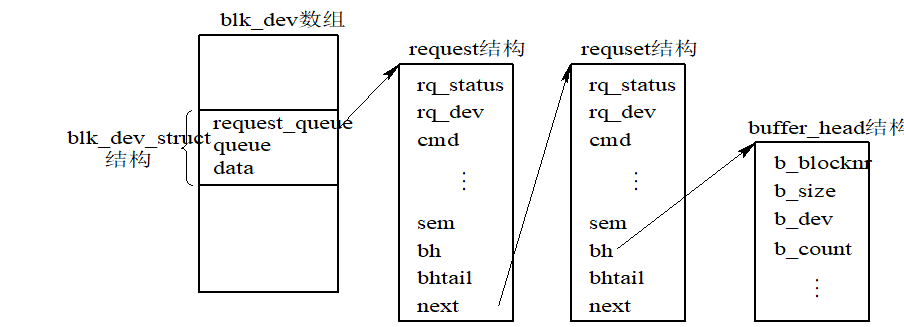 blk_dev数组
request_queue
queue
data
blk_dev_struct
结构
request结构
rq_status
rq_dev
cmd
⋮
sem
bh
bhtail
next
requset结构
rq_status
rq_dev
cmd
⋮
sem
bh
bhtail
next
buffer_head结构
b_blocknr
b_size
b_dev
b_count
⋮